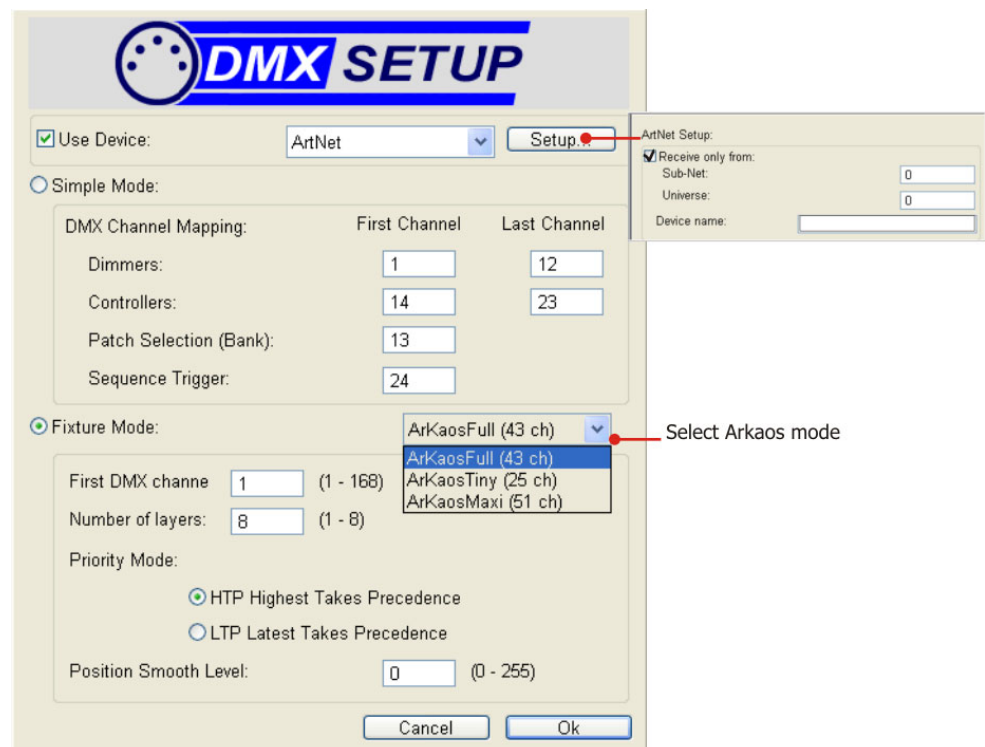 DMX SETUP
Use Device: ArtNet Setup...
ArtNet Setup:
Receive only from:
Sub-Net: 0
Universe: 0
Device name:
Simple Mode:
DMX Channel Mapping: First Channel Last Channel
Dimmers: 1 12
Controllers: 14 23
Patch Selection (Bank): 13
Sequence Trigger: 24
Fixture Mode: ArKaosFull (43 ch)
Select Arkaos mode
ArKaosFull (43 ch)
ArKaosTiny (25 ch)
ArKaosMaxi (51 ch)
First DMX channe 1 (1 - 168)
Number of layers: 8 (1 - 8)
Priority Mode:
HTP Highest Takes Precedence
LTP Latest Takes Precedence
Position Smooth Level: 0 (0 - 255)
Cancel Ok